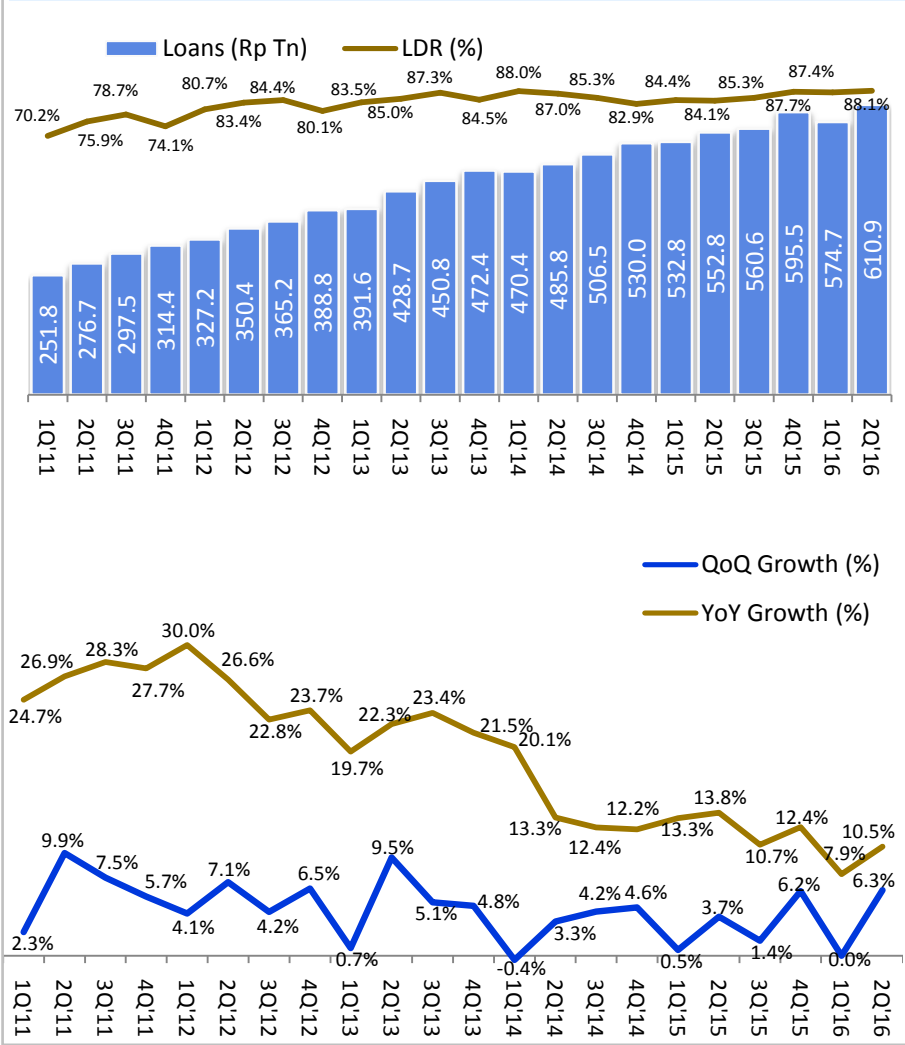 Loans (Rp Tn) LDR (%)
70.2% 75.9% 78.7% 74.1% 80.7% 83.4% 84.4% 80.1% 83.5% 85.0% 87.3% 84.5% 88.0% 87.0% 85.3% 82.9% 84.4% 84.1% 85.3% 87.7% 87.4% 88.1%
251.8 276.7 297.5 314.4 327.2 350.4 365.2 388.8 391.6 428.7 450.8 472.4 470.4 485.8 506.5 530.0 532.8 552.8 560.6 595.5 574.7 610.9
1Q'11 2Q'11 3Q'11 4Q'11 1Q'12 2Q'12 3Q'12 4Q'12 1Q'13 2Q'13 3Q'13 4Q'13 1Q'14 2Q'14 3Q'14 4Q'14 1Q'15 2Q'15 3Q'15 4Q'15 1Q'16 2Q'16
QoQ Growth (%)
YoY Growth (%)
24.7% 26.9% 28.3% 27.7% 30.0% 26.6% 22.8% 23.7% 19.7% 22.3% 23.4% 21.5% 20.1% 13.3% 12.4% 12.2% 13.3% 13.8% 10.7% 12.4% 7.9% 10.5%
2.3% 9.9% 7.5% 5.7% 4.1% 7.1% 4.2% 6.5% 0.7% 9.5% 5.1% 4.8% -0.4% 3.3% 4.2% 4.6% 0.5% 3.7% 1.4% 6.2% 0.0% 6.3%
1Q'11 2Q'11 3Q'11 4Q'11 1Q'12 2Q'12 3Q'12 4Q'12 1Q'13 2Q'13 3Q'13 4Q'13 1Q'14 2Q'14 3Q'14 4Q'14 1Q'15 2Q'15 3Q'15 4Q'15 1Q'16 2Q'16